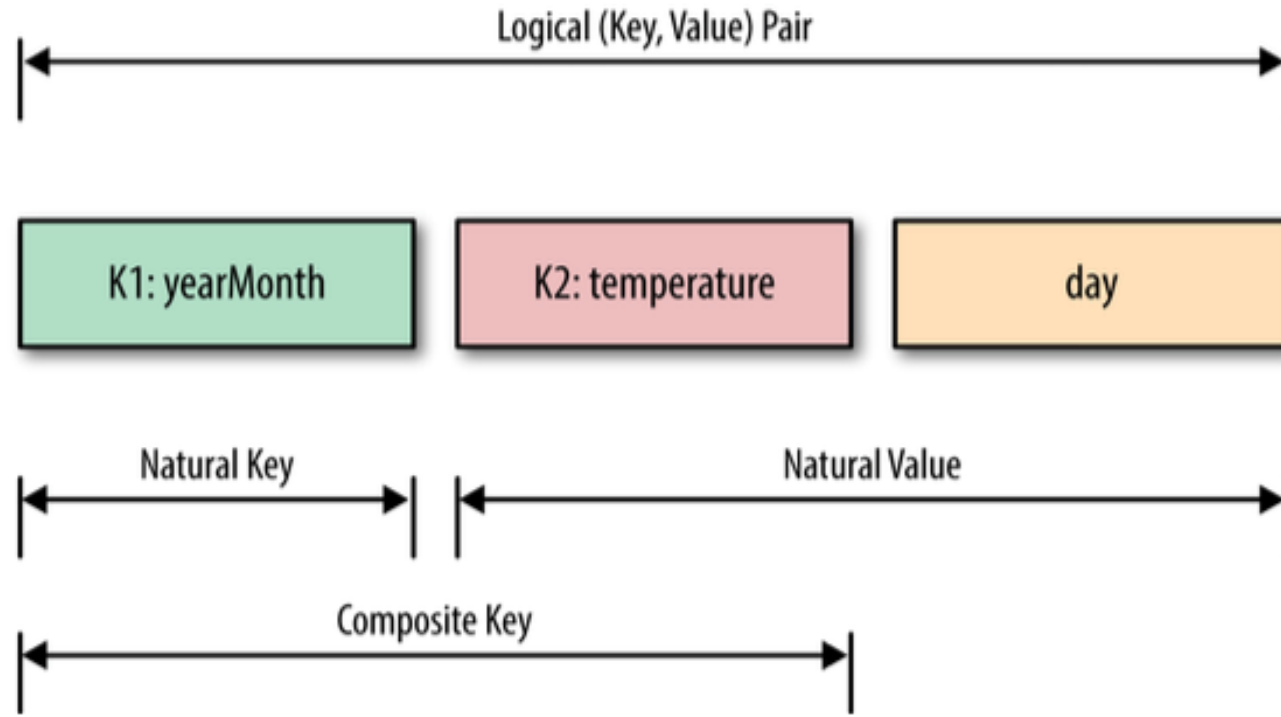 Logical (Key, Value) Pair
K1: yearMonth
K2: temperature
day
Natural Key
Natural Value
Composite Key